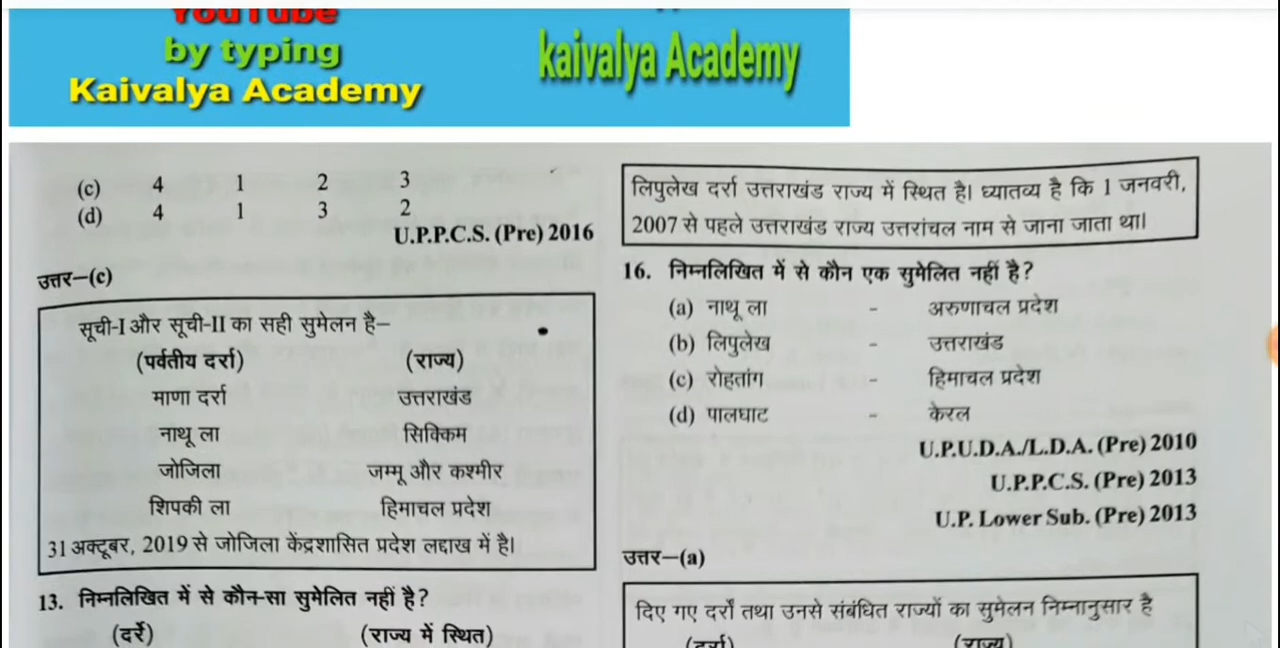 YouTube
by typing
Kaivalya Academy
kaivalya Academy
(c) 4 1 2 3
(d) 4 1 3 2
U.P.P.C.S. (Pre) 2016
उत्तर–(c)
सूची-I और सूची-II का सही सुमेलन है–
(पर्वतीय दर्रा) (राज्य)
माणा दर्रा उत्तराखंड
नाथू ला सिक्किम
जोजिला जम्मू और कश्मीर
शिपकी ला हिमाचल प्रदेश
31 अक्टूबर, 2019 से जोजिला केंद्रशासित प्रदेश लद्दाख में है।
13. निम्नलिखित में से कौन-सा सुमेलित नहीं है?
(दर्रे) (राज्य में स्थित)
लिपुलेख दर्रा उत्तराखंड राज्य में स्थित है। ध्यातव्य है कि 1 जनवरी,
2007 से पहले उत्तराखंड राज्य उत्तरांचल नाम से जाना जाता था।
16. निम्नलिखित में से कौन एक सुमेलित नहीं है?
(a) नाथू ला - अरुणाचल प्रदेश
(b) लिपुलेख - उत्तराखंड
(c) रोहतांग - हिमाचल प्रदेश
(d) पालघाट - केरल
U.P.U.D.A./L.D.A. (Pre) 2010
U.P.P.C.S. (Pre) 2013
U.P. Lower Sub. (Pre) 2013
उत्तर–(a)
दिए गए दर्रों तथा उनसे संबंधित राज्यों का सुमेलन निम्नानुसार है
(दर्रा) (राज्य)